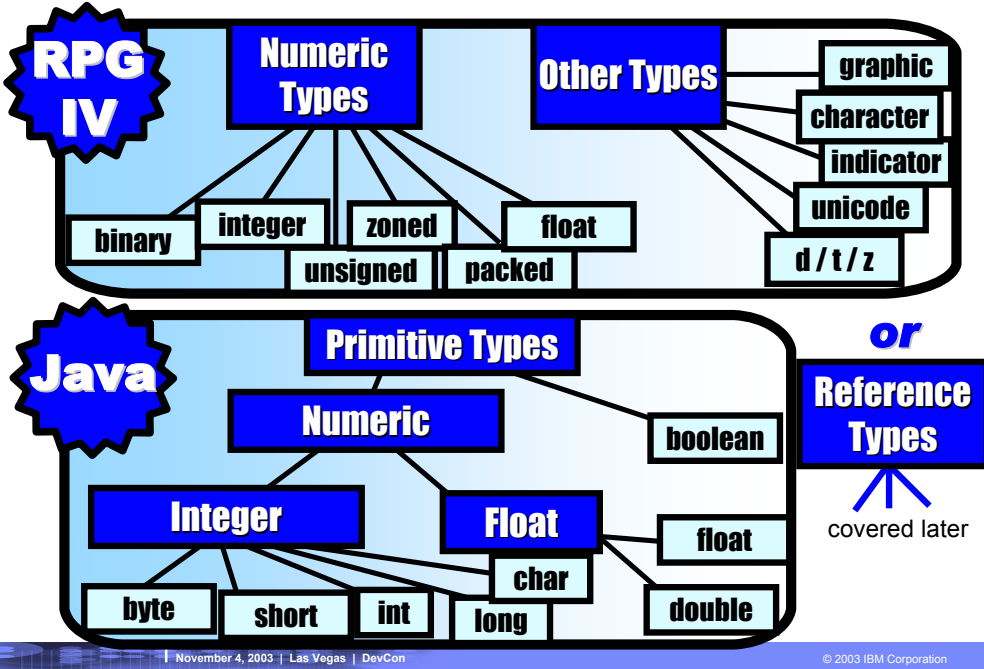 RPG
IV
Numeric
Types
Other Types
graphic
character
indicator
unicode
d / t / z
binary
integer
unsigned
zoned
packed
float
Java
Primitive Types
Numeric
boolean
Integer
Float
byte
short
int
long
char
float
double
or
Reference
Types
covered later
November 4, 2003 | Las Vegas | DevCon
© 2003 IBM Corporation